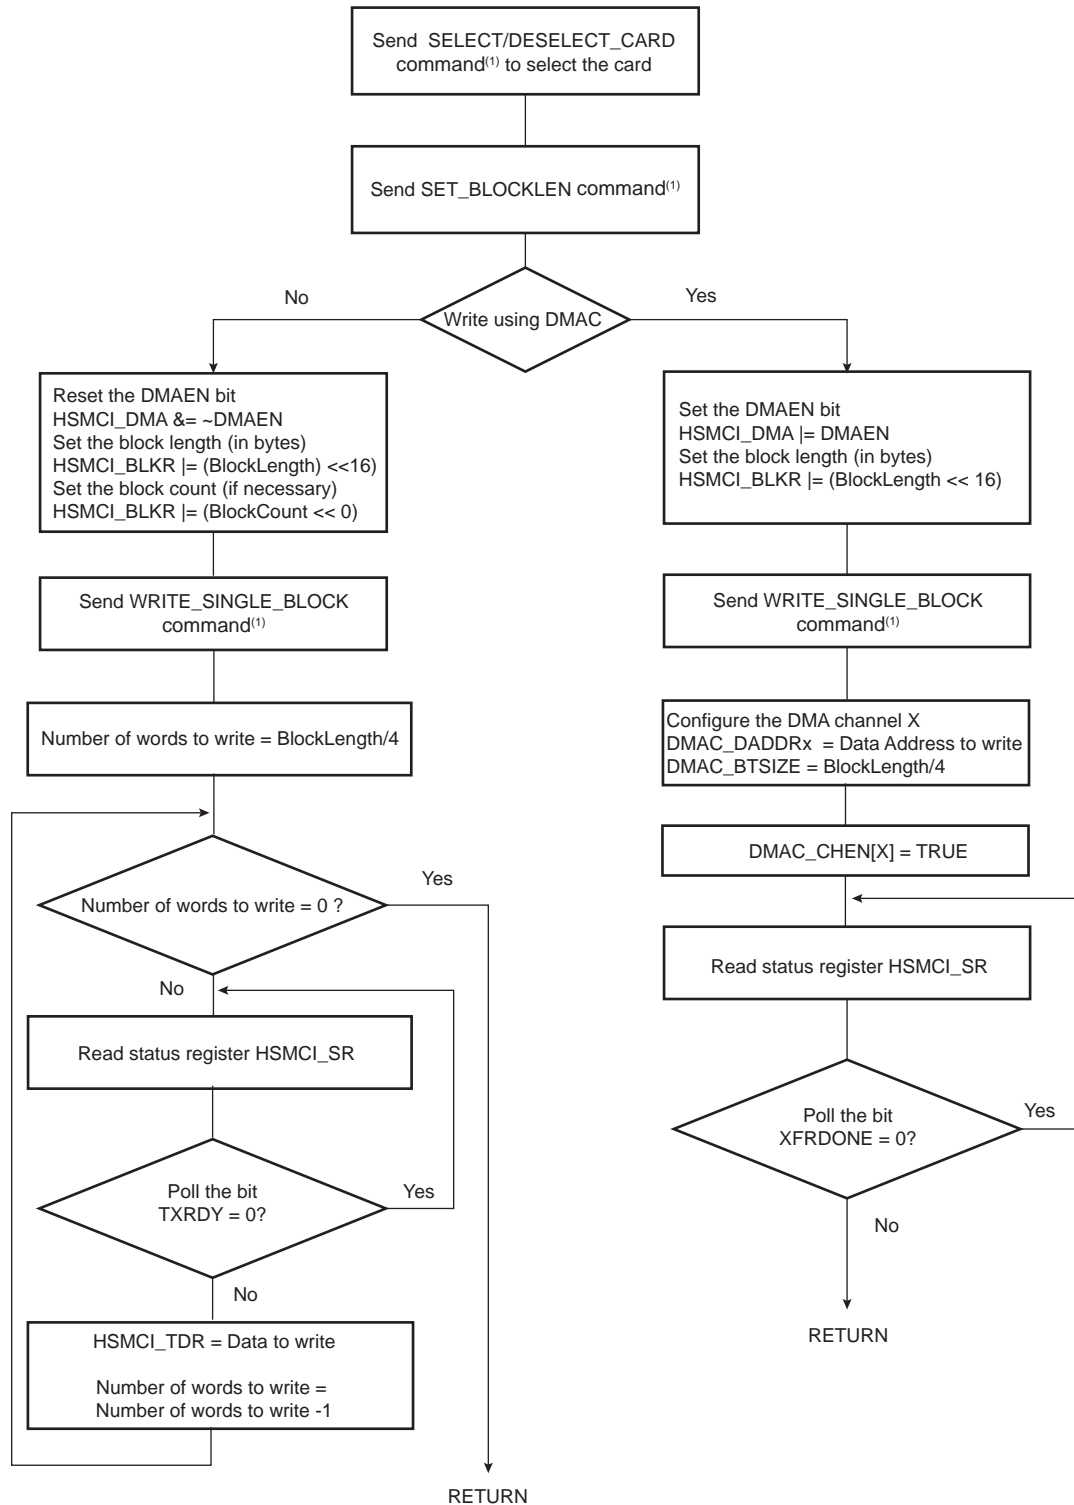 Send SELECT/DESELECT_CARD
command(1) to select the card
Send SET_BLOCKLEN command(1)
No
Yes
Write using DMAC
Reset the DMAEN bit
HSMCI_DMA &= ~DMAEN
Set the block length (in bytes)
HSMCI_BLKR |= (BlockLength) <<16)
Set the block count (if necessary)
HSMCI_BLKR |= (BlockCount << 0)
Set the DMAEN bit
HSMCI_DMA |= DMAEN
Set the block length (in bytes)
HSMCI_BLKR |= (BlockLength << 16)
Send WRITE_SINGLE_BLOCK
command(1)
Send WRITE_SINGLE_BLOCK
command(1)
Number of words to write = BlockLength/4
Configure the DMA channel X
DMAC_DADDRx = Data Address to write
DMAC_BTSIZE = BlockLength/4
DMAC_CHEN[X] = TRUE
Number of words to write = 0 ?
Yes
No
Read status register HSMCI_SR
Read status register HSMCI_SR
Poll the bit
TXRDY = 0?
Yes
No
Poll the bit
XFRDONE = 0?
Yes
No
HSMCI_TDR = Data to write
Number of words to write =
Number of words to write -1
RETURN
RETURN